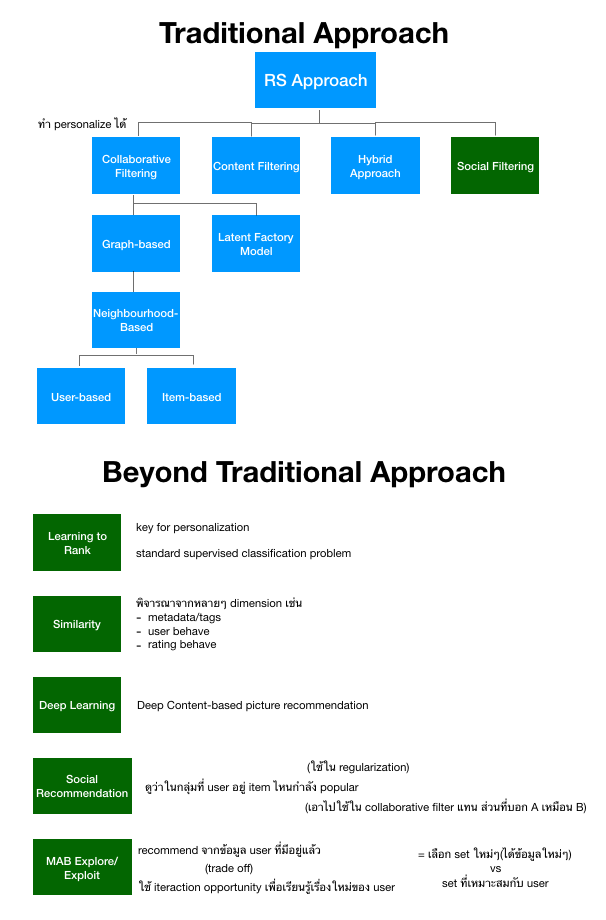 Traditional Approach
RS Approach
ทำ personalize ได้
Collaborative
Filtering
Content Filtering
Hybrid
Approach
Social Filtering
Graph-based
Latent Factory
Model
Neighbourhood-
Based
User-based
Item-based
Beyond Traditional Approach
Learning to
Rank
key for personalization
standard supervised classification problem
Similarity
พิจารณาจากหลายๆ dimension เช่น
- metadata/tags
- user behave
- rating behave
Deep Learning
Deep Content-based picture recommendation
Social
Recommendation
(ใช้ใน regularization)
ดูว่าในกลุ่มที่ user อยู่ item ไหนกำลัง popular
(เอาไปใช้ใน collaborative filter แทน ส่วนที่บอก A เหมือน B)
MAB Explore/
Exploit
recommend จากข้อมูล user ที่มีอยู่แล้ว
(trade off)
ใช้ iteraction opportunity เพื่อเรียนรู้เรื่องใหม่ของ user
= เลือก set ใหม่ๆ(ได้ข้อมูลใหม่ๆ)
vs
set ที่เหมาะสมกับ user